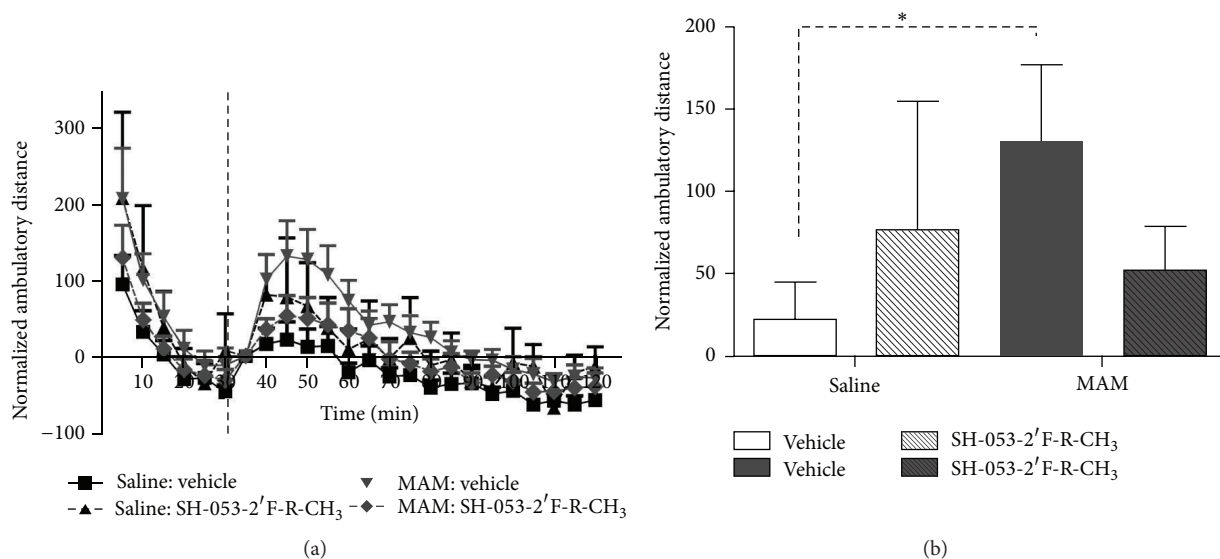 Normalized ambulatory distance
300
200
100
0
−100
10 20 30 40 50 60 70 80 90 100 110 120
Time (min)
Saline: vehicle
MAM: vehicle
Saline: SH-053-2′F-R-CH₃
MAM: SH-053-2′F-R-CH₃
(a)
Normalized ambulatory distance
200
150
100
50
0
*
Saline MAM
Vehicle SH-053-2′F-R-CH₃
Vehicle SH-053-2′F-R-CH₃
(b)